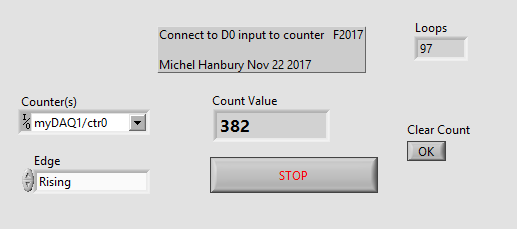 Connect to D0 input to counter F2017
Michel Hanbury Nov 22 2017
Loops
97
Counter(s)
I/0 myDAQ1/ctr0
Count Value
382
Clear Count
OK
Edge
Rising
STOP